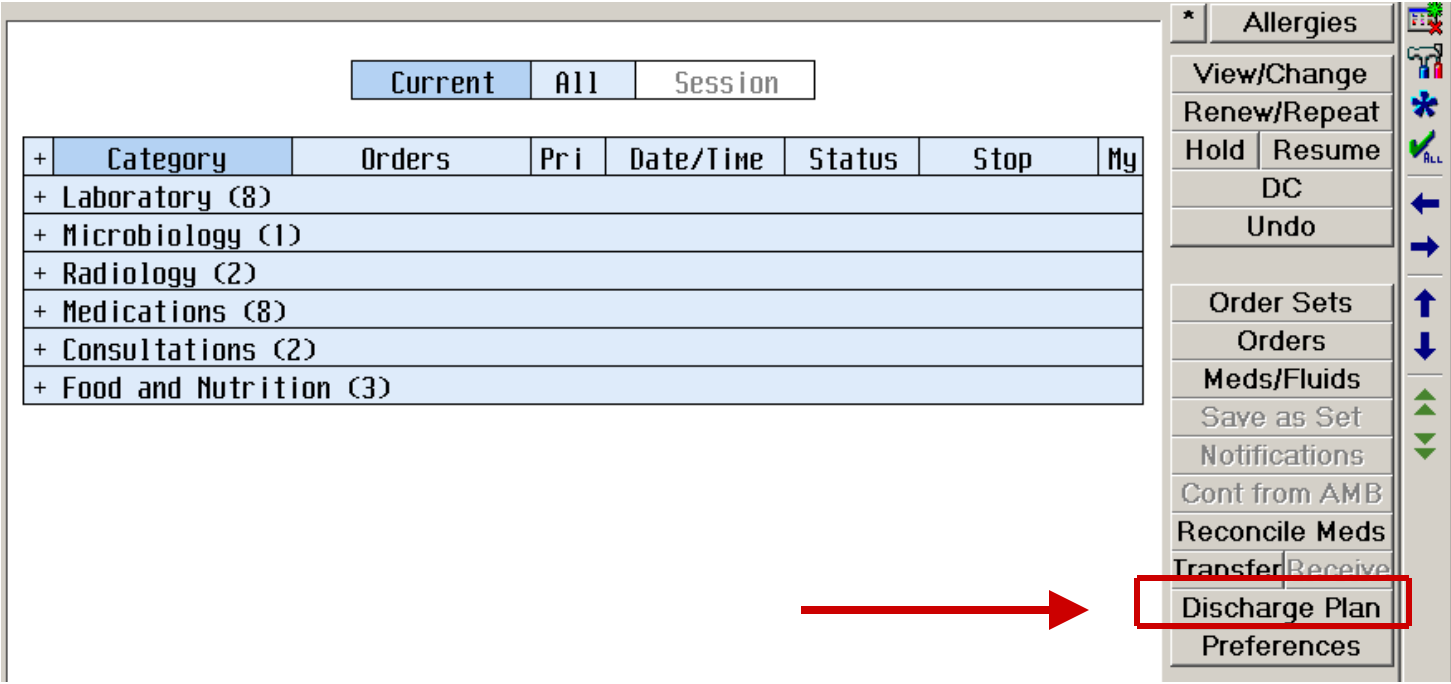 Current All Session
+ Category Orders Pri Date/Time Status Stop My
+ Laboratory (8)
+ Microbiology (1)
+ Radiology (2)
+ Medications (8)
+ Consultations (2)
+ Food and Nutrition (3)
* Allergies
View/Change
Renew/Repeat
Hold Resume
DC
Undo
Order Sets
Orders
Meds/Fluids
Save as Set
Notifications
Cont from AMB
Reconcile Meds
Transfer Receive
Discharge Plan
Preferences
ALL